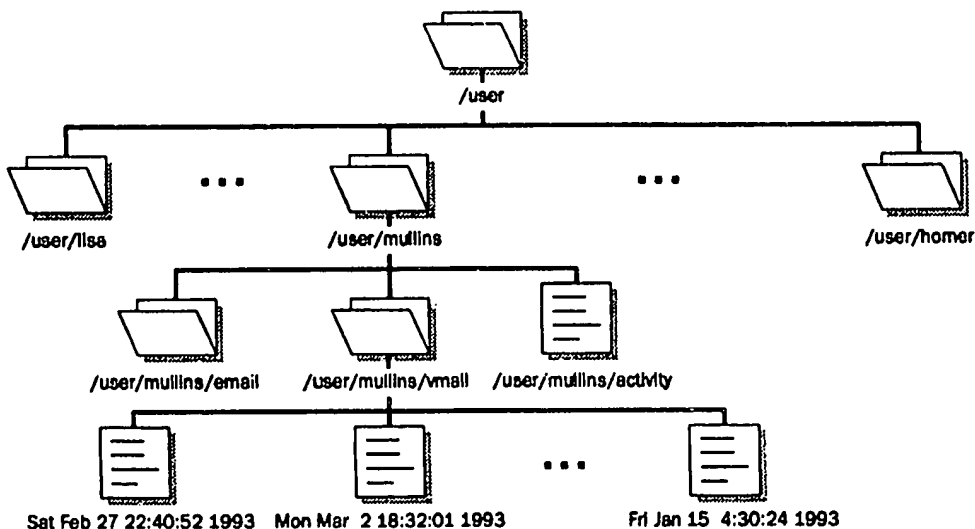 /user
/user/lisa
/user/mullins
/user/homer
/user/mullins/email
/user/mullins/vmail
/user/mullins/activity
Sat Feb 27 22:40:52 1993
Mon Mar 2 18:32:01 1993
Fri Jan 15 4:30:24 1993